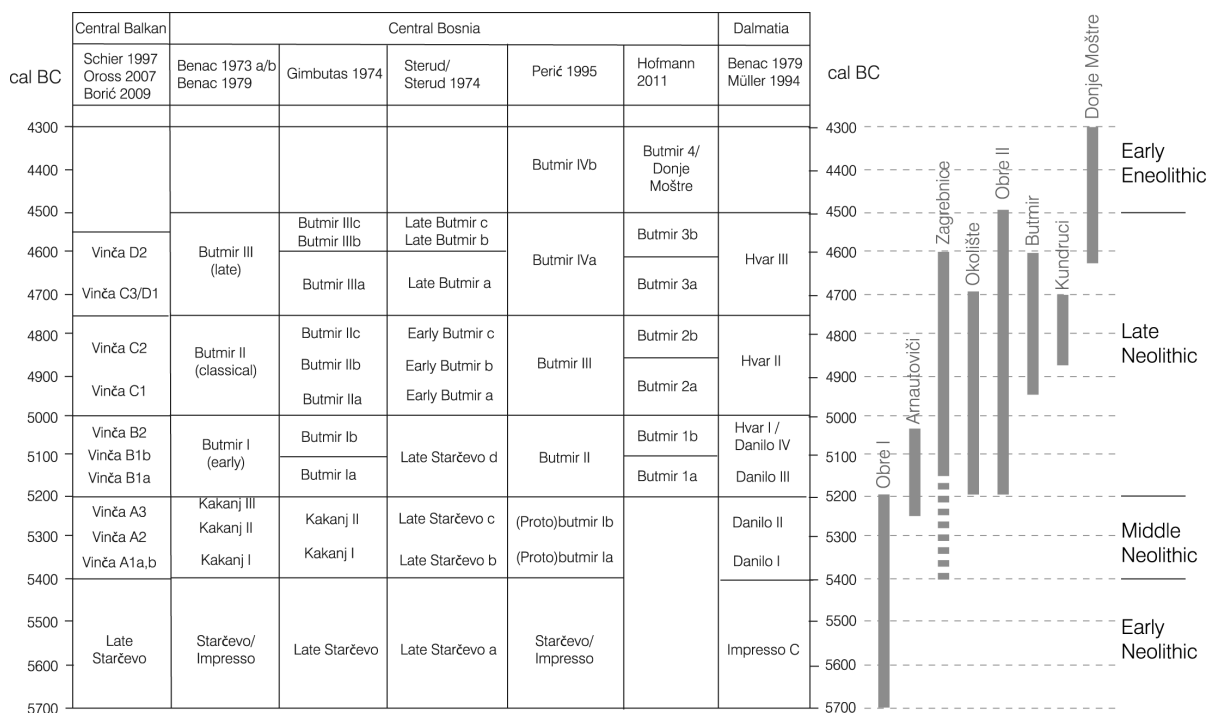 Central Balkan
Central Bosnia
Dalmatia
cal BC
Schier 1997
Oross 2007
Borić 2009
Benac 1973 a/b
Benac 1979
Gimbutas 1974
Sterud/
Sterud 1974
Perić 1995
Hofmann
2011
Benac 1979
Müller 1994
4300
4400
4500
4600
4700
4800
4900
5000
5100
5200
5300
5400
5500
5600
5700
Vinča D2
Vinča C3/D1
Vinča C2
Vinča C1
Vinča B2
Vinča B1b
Vinča B1a
Vinča A3
Vinča A2
Vinča A1a,b
Late
Starčevo
Butmir III
(late)
Butmir II
(classical)
Butmir I
(early)
Kakanj III
Kakanj II
Kakanj I
Starčevo/
Impresso
Butmir IIIc
Butmir IIIb
Butmir IIIa
Butmir IIc
Butmir IIb
Butmir IIa
Butmir Ib
Butmir Ia
Kakanj II
Kakanj I
Late Starčevo
Late Butmir c
Late Butmir b
Late Butmir a
Early Butmir c
Early Butmir b
Early Butmir a
Late Starčevo d
Late Starčevo c
Late Starčevo b
Late Starčevo a
Butmir IVb
Butmir IVa
Butmir III
Butmir II
(Proto)butmir Ib
(Proto)butmir Ia
Starčevo/
Impresso
Butmir 4/
Donje
Moštre
Butmir 3b
Butmir 3a
Butmir 2b
Butmir 2a
Butmir 1b
Butmir 1a
Hvar III
Hvar II
Hvar I /
Danilo IV
Danilo III
Danilo II
Danilo I
Impresso C
cal BC
4300
4400
4500
4600
4700
4800
4900
5000
5100
5200
5300
5400
5500
5600
5700
Obre I
Arnautoviči
Zagrebnice
Okolište
Obre II
Butmir
Kundruci
Donje Moštre
Early
Eneolithic
Late
Neolithic
Middle
Neolithic
Early
Neolithic